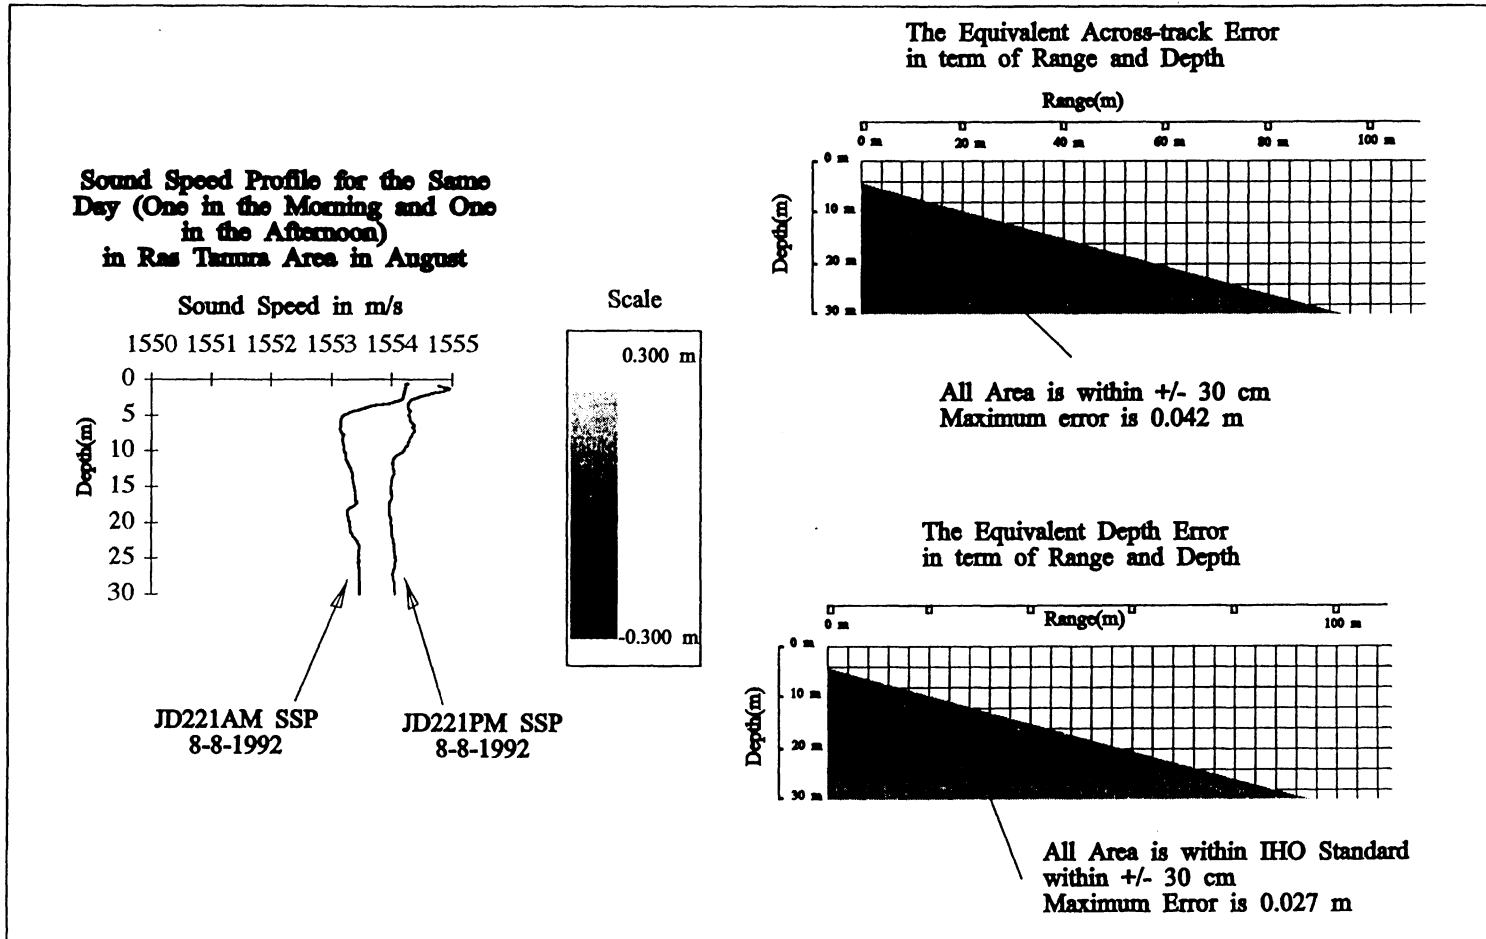 The Equivalent Across-track Error
in term of Range and Depth
Range(m)
0 m 20 m 40 m 60 m 80 m 100 m
Depth(m)
0 m
10 m
20 m
30 m
All Area is within +/- 30 cm
Maximum error is 0.042 m
Sound Speed Profile for the Same
Day (One in the Morning and One
in the Afternoon)
in Ras Tanura Area in August
Sound Speed in m/s
1550 1551 1552 1553 1554 1555
Depth(m)
0
5
10
15
20
25
30
JD221AM SSP
8-8-1992
JD221PM SSP
8-8-1992
Scale
0.300 m
-0.300 m
The Equivalent Depth Error
in term of Range and Depth
Range(m)
0 m 100 m
Depth(m)
0 m
10 m
20 m
30 m
All Area is within IHO Standard
within +/- 30 cm
Maximum Error is 0.027 m